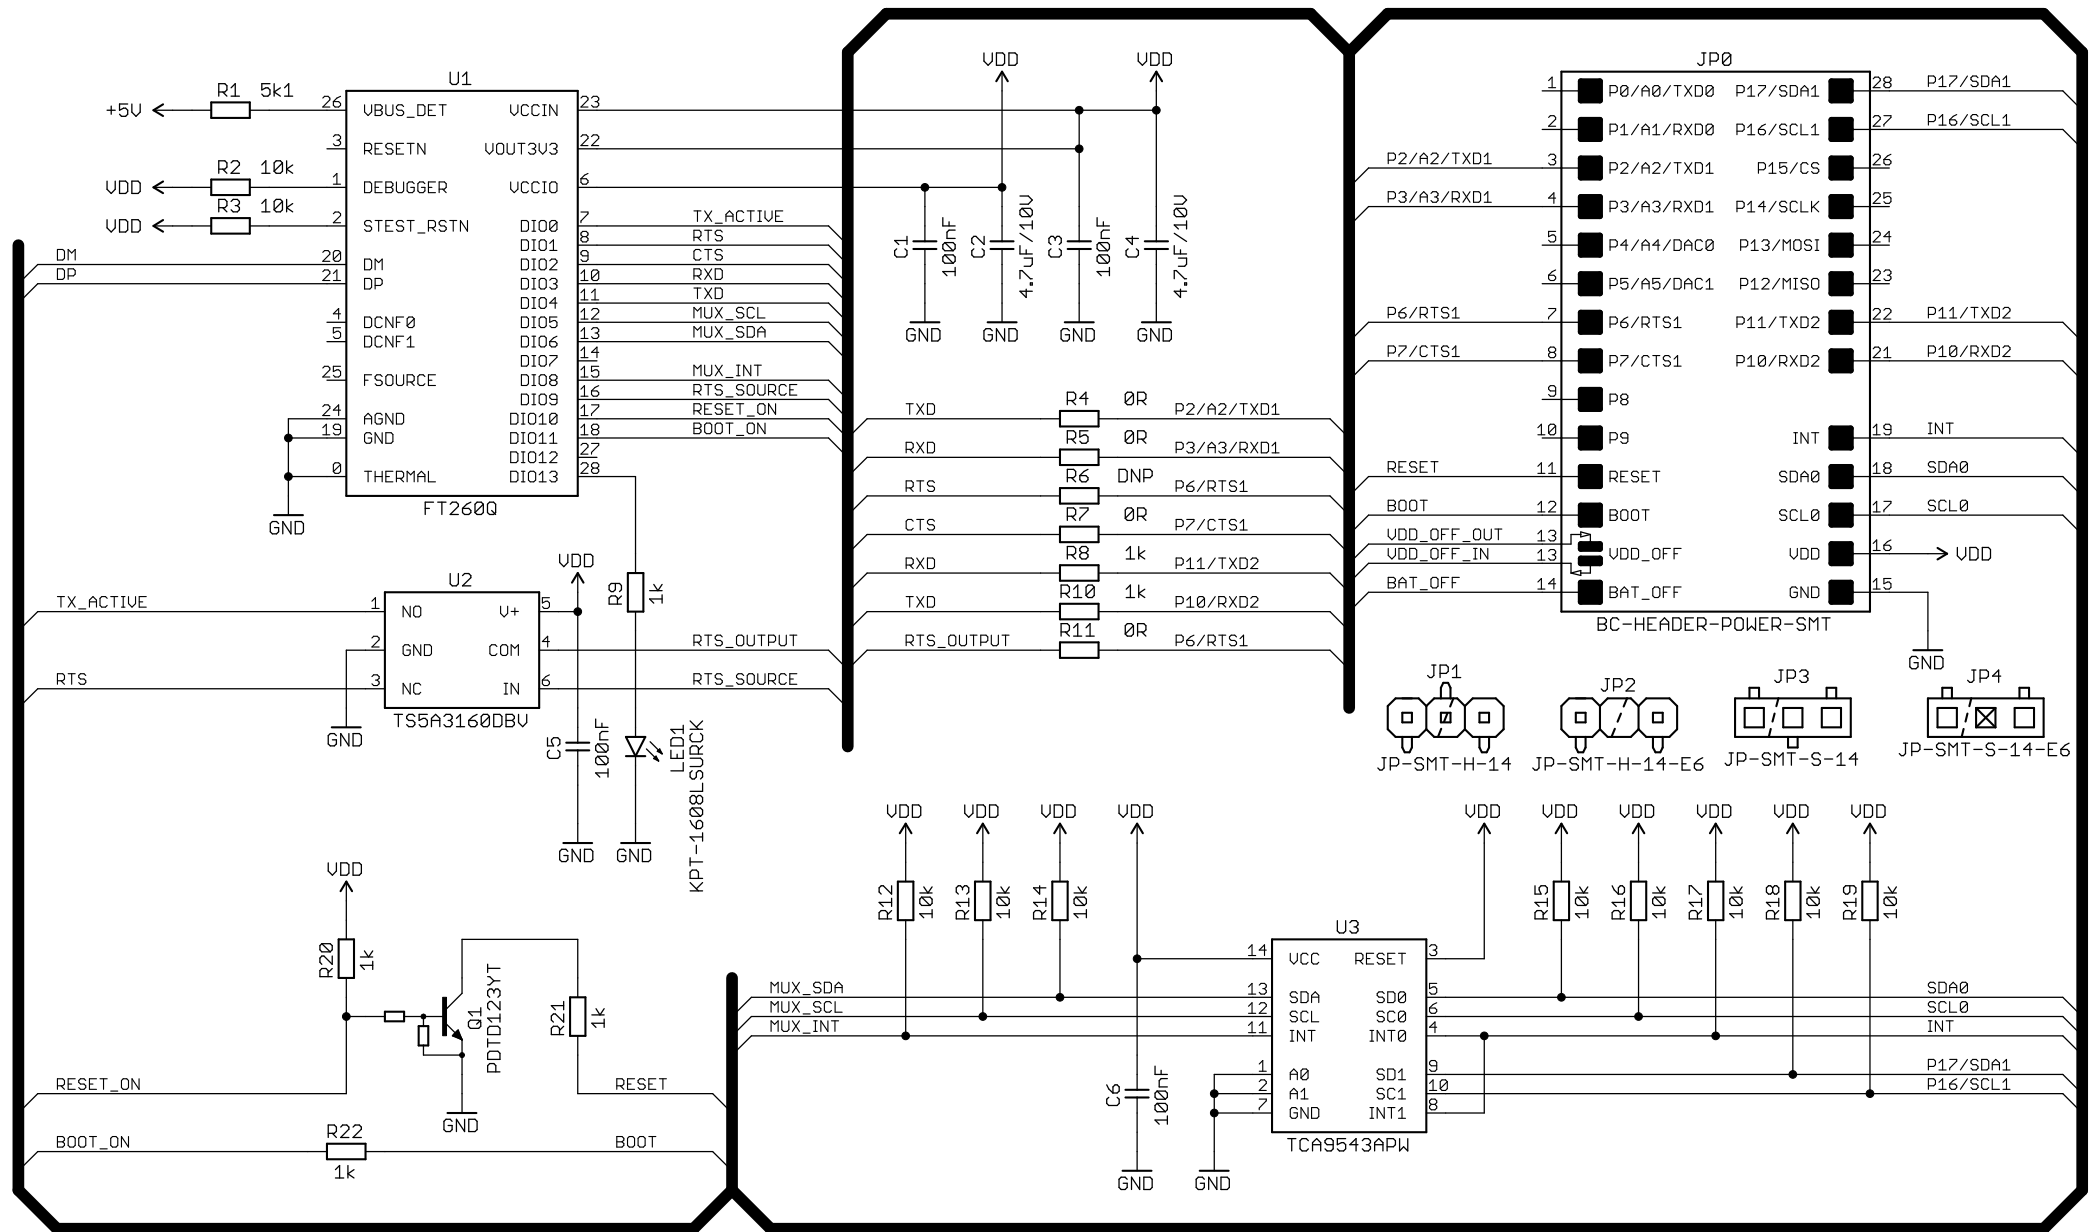 U1
R1 5k1
+5V
26 VBUS_DET VCCIN 23
3 RESETN VOUT3V3 22
R2 10k
VDD
1 DEBUGGER VCCIO 6
R3 10k
VDD
2 STEST_RSTN DIO0 7 TX_ACTIVE
DIO1 8 RTS
DM 20 DM DIO2 9 CTS
DP 21 DP DIO3 10 RXD
DIO4 11 TXD
4 DCNF0 DIO5 12 MUX_SCL
5 DCNF1 DIO6 13 MUX_SDA
DIO7 14
25 FSOURCE DIO8 15 MUX_INT
DIO9 16 RTS_SOURCE
24 AGND DIO10 17 RESET_ON
19 GND DIO11 18 BOOT_ON
DIO12 27
0 THERMAL DIO13 28
FT260Q
GND
VDD VDD
C1 100nF C2 4.7uF/10V C3 100nF C4 4.7uF/10V
GND GND GND GND
TXD R4 0R P2/A2/TXD1
RXD R5 0R P3/A3/RXD1
RTS R6 DNP P6/RTS1
CTS R7 0R P7/CTS1
RXD R8 1k P11/TXD2
TXD R10 1k P10/RXD2
RTS_OUTPUT R11 0R P6/RTS1
JP0
1 P0/A0/TXD0 P17/SDA1 28 P17/SDA1
2 P1/A1/RXD0 P16/SCL1 27 P16/SCL1
P2/A2/TXD1 3 P2/A2/TXD1 P15/CS 26
P3/A3/RXD1 4 P3/A3/RXD1 P14/SCLK 25
5 P4/A4/DAC0 P13/MOSI 24
6 P5/A5/DAC1 P12/MISO 23
P6/RTS1 7 P6/RTS1 P11/TXD2 22 P11/TXD2
P7/CTS1 8 P7/CTS1 P10/RXD2 21 P10/RXD2
9 P8
10 P9 INT 19 INT
RESET 11 RESET SDA0 18 SDA0
BOOT 12 BOOT SCL0 17 SCL0
VDD_OFF_OUT 13
VDD_OFF_IN 13 VDD_OFF VDD 16 VDD
BAT_OFF 14 BAT_OFF GND 15
BC-HEADER-POWER-SMT
GND
JP1 JP2 JP3 JP4
JP-SMT-H-14 JP-SMT-H-14-E6 JP-SMT-S-14 JP-SMT-S-14-E6
U2
VDD
TX_ACTIVE 1 NO V+ 5
2 GND COM 4 RTS_OUTPUT
RTS 3 NC IN 6 RTS_SOURCE
TS5A3160DBV
GND
R9 1k
C5 100nF
LED1
KPT-1608LSURCK
GND GND
VDD
R20 1k
Q1
PDTD123YT
R21 1k
RESET_ON RESET
GND
BOOT_ON R22 BOOT
1k
VDD VDD VDD VDD VDD VDD VDD VDD VDD VDD
R12 10k R13 10k R14 10k R15 10k R16 10k R17 10k R18 10k R19 10k
U3
14 VCC RESET 3
MUX_SDA 13 SDA SD0 5 SDA0
MUX_SCL 12 SCL SC0 6 SCL0
MUX_INT 11 INT INT0 4 INT
1 A0 SD1 9 P17/SDA1
2 A1 SC1 10 P16/SCL1
7 GND INT1 8
TCA9543APW
C6 100nF
GND GND